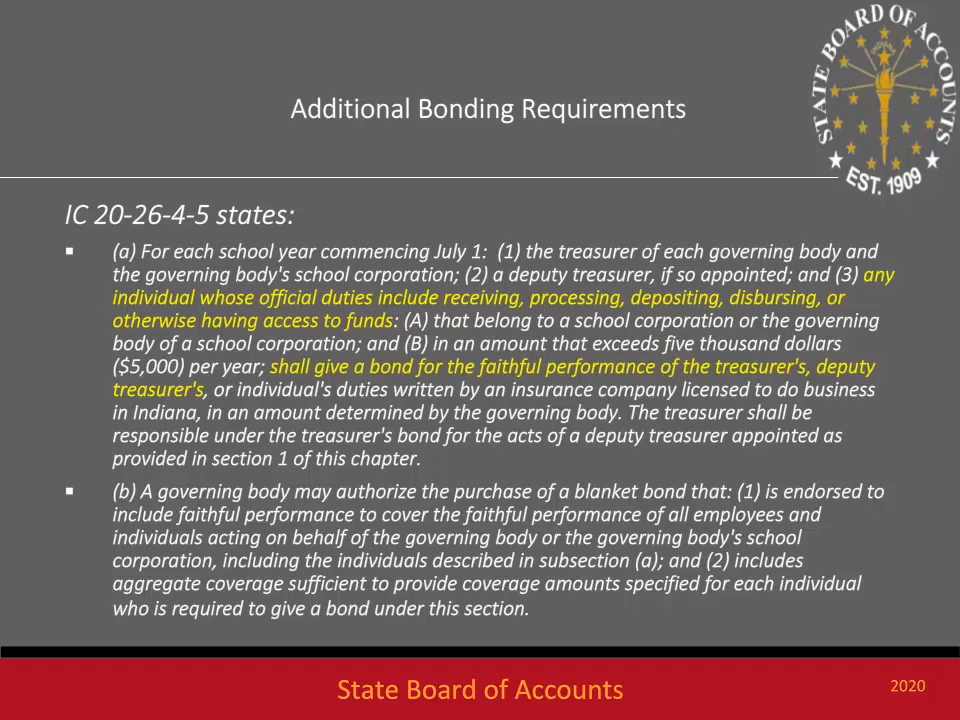 STATE BOARD OF ACCOUNTS
INDIANA
EST. 1909
Additional Bonding Requirements
IC 20-26-4-5 states:
▪ (a) For each school year commencing July 1:  (1) the treasurer of each governing body and
the governing body's school corporation; (2) a deputy treasurer, if so appointed; and (3) any
individual whose official duties include receiving, processing, depositing, disbursing, or
otherwise having access to funds: (A) that belong to a school corporation or the governing
body of a school corporation; and (B) in an amount that exceeds five thousand dollars
($5,000) per year; shall give a bond for the faithful performance of the treasurer's, deputy
treasurer's, or individual's duties written by an insurance company licensed to do business
in Indiana, in an amount determined by the governing body. The treasurer shall be
responsible under the treasurer's bond for the acts of a deputy treasurer appointed as
provided in section 1 of this chapter.
▪ (b) A governing body may authorize the purchase of a blanket bond that: (1) is endorsed to
include faithful performance to cover the faithful performance of all employees and
individuals acting on behalf of the governing body or the governing body's school
corporation, including the individuals described in subsection (a); and (2) includes
aggregate coverage sufficient to provide coverage amounts specified for each individual
who is required to give a bond under this section.
State Board of Accounts
2020